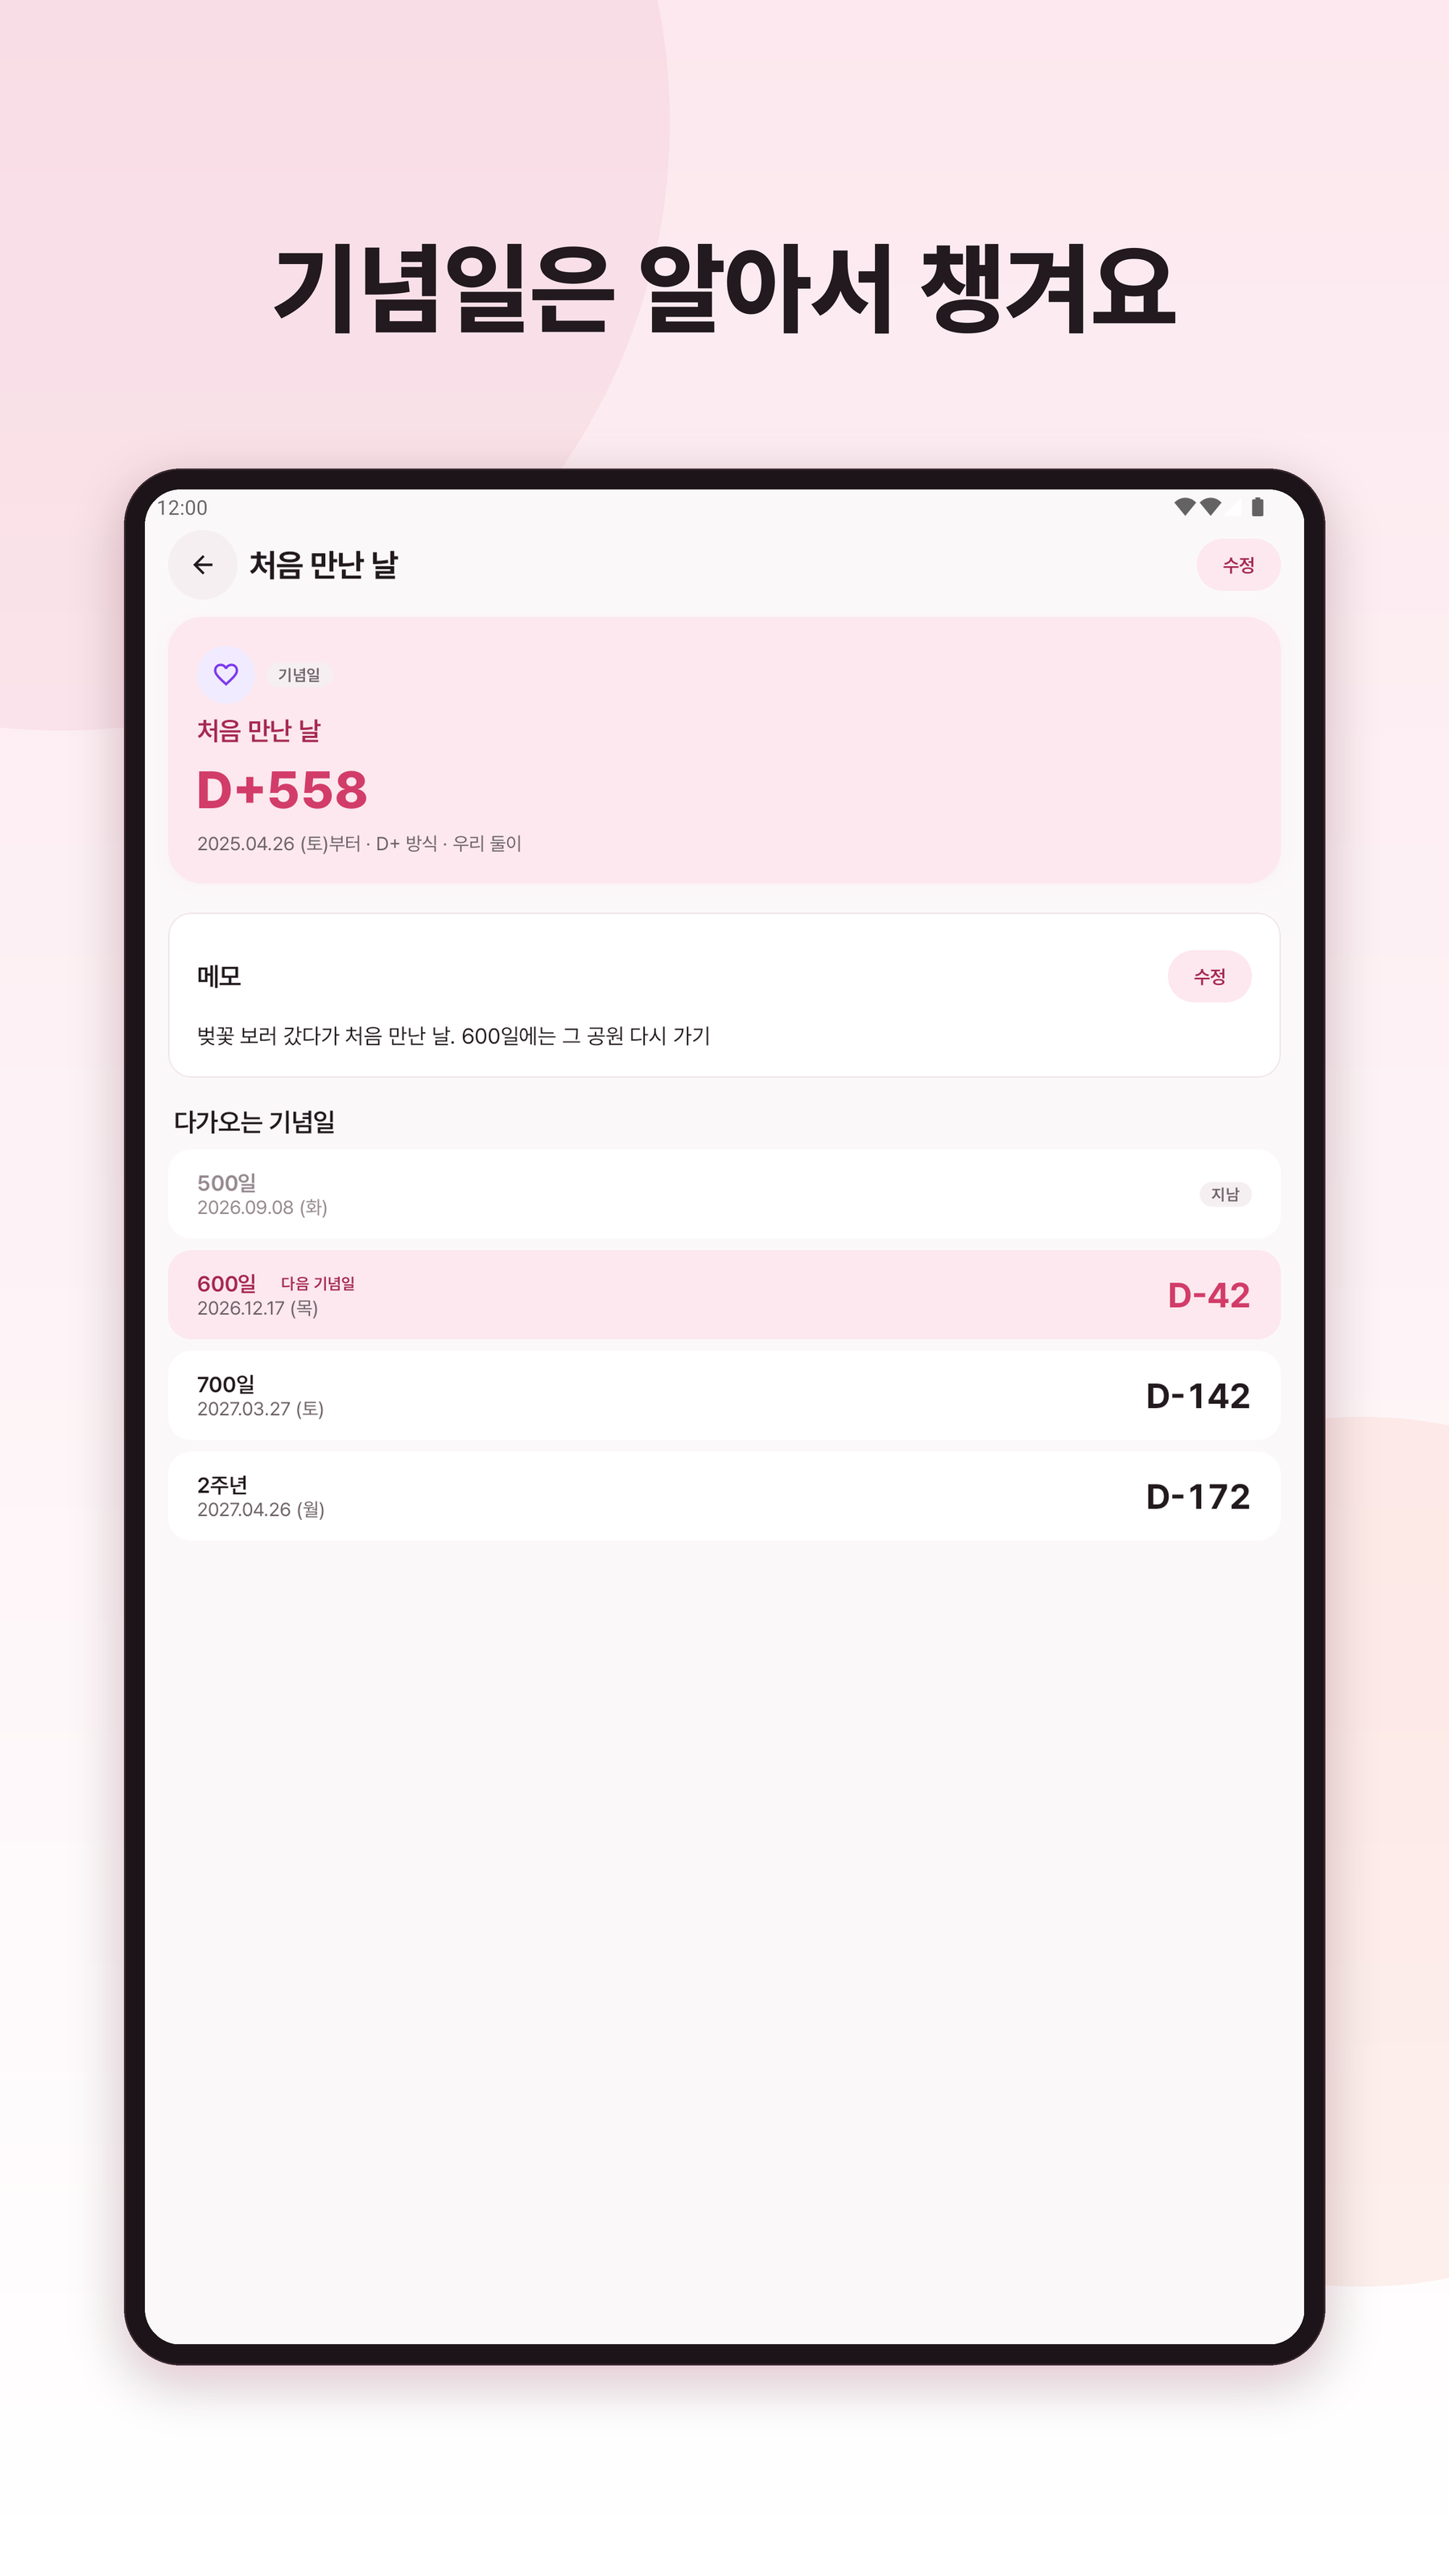 기념일은 알아서 챙겨요
12:00
처음 만난 날
수정
기념일
처음 만난 날
D+558
2025.04.26 (토)부터 · D+ 방식 · 우리 둘이
메모
수정
벚꽃 보러 갔다가 처음 만난 날. 600일에는 그 공원 다시 가기
다가오는 기념일
500일
2026.09.08 (화)
지남
600일 다음 기념일
2026.12.17 (목)
D-42
700일
2027.03.27 (토)
D-142
2주년
2027.04.26 (월)
D-172